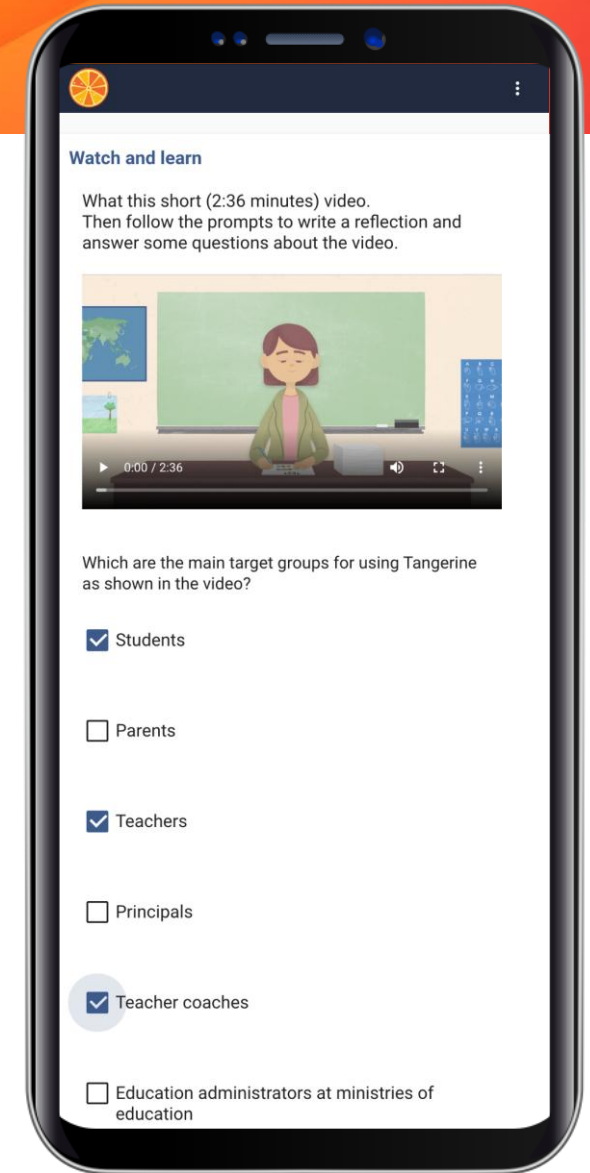 Watch and learn
What this short (2:36 minutes) video.
Then follow the prompts to write a reflection and
answer some questions about the video.
0:00 / 2:36
Which are the main target groups for using Tangerine
as shown in the video?
Students
Parents
Teachers
Principals
Teacher coaches
Education administrators at ministries of
education